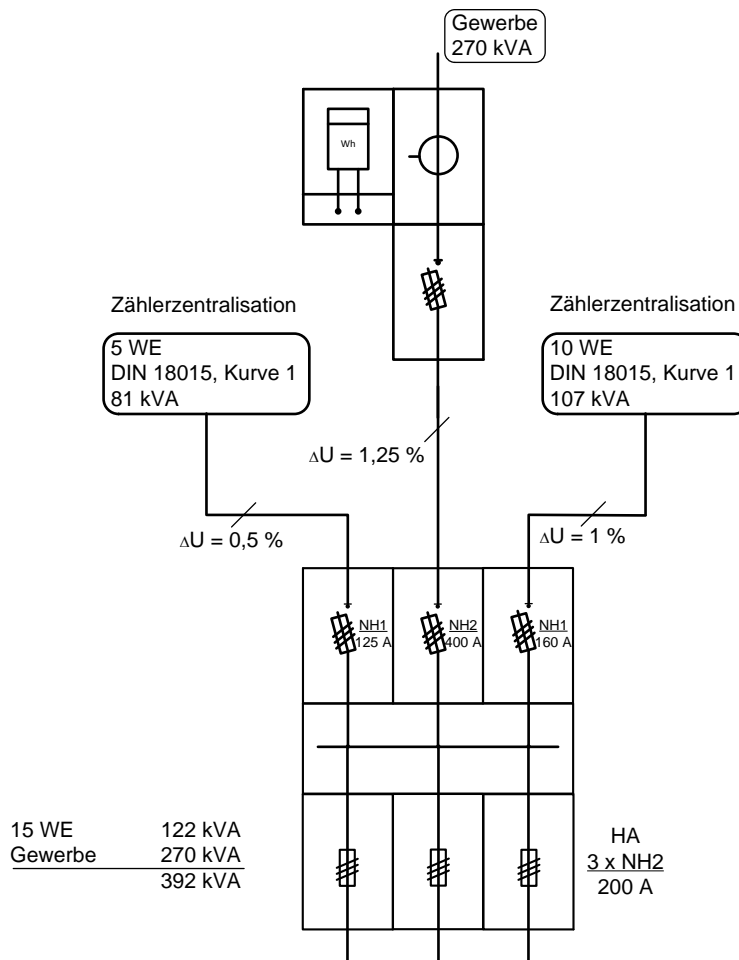 Gewerbe
270 kVA
Wh
Zählerzentralisation
5 WE
DIN 18015, Kurve 1
81 kVA
Zählerzentralisation
10 WE
DIN 18015, Kurve 1
107 kVA
ΔU = 1,25 %
ΔU = 0,5 %
ΔU = 1 %
NH1
125 A
NH2
400 A
NH1
160 A
15 WE 122 kVA
Gewerbe 270 kVA
392 kVA
HA
3 x NH2
200 A